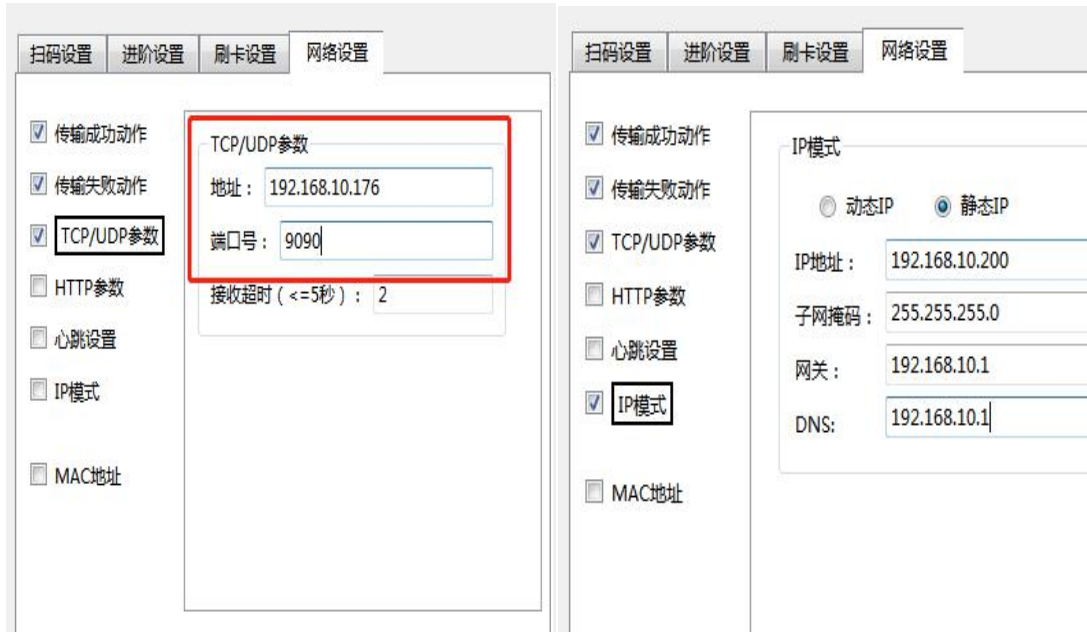 扫码设置 进阶设置 刷卡设置 网络设置
传输成功动作
传输失败动作
TCP/UDP参数
HTTP参数
心跳设置
IP模式
MAC地址
TCP/UDP参数
地址： 192.168.10.176
端口号： 9090
接收超时（<=5秒）： 2
扫码设置 进阶设置 刷卡设置 网络设置
传输成功动作
传输失败动作
TCP/UDP参数
HTTP参数
心跳设置
IP模式
MAC地址
IP模式
动态IP 静态IP
IP地址： 192.168.10.200
子网掩码： 255.255.255.0
网关： 192.168.10.1
DNS: 192.168.10.1